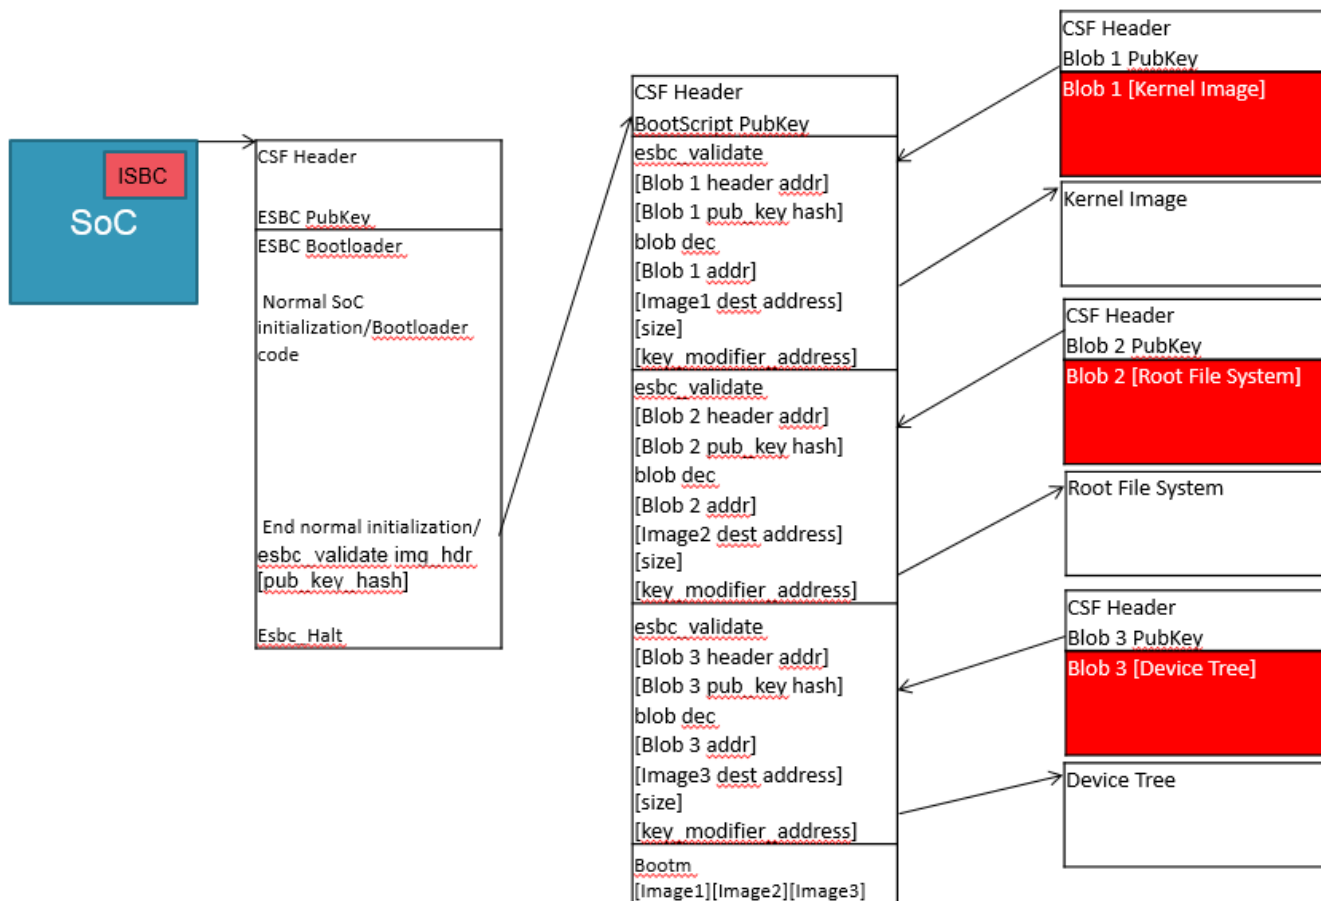 ISBC
SoC
CSF Header
ESBC PubKey
ESBC Bootloader
Normal SoC
initialization/Bootloader
code
End normal initialization/
esbc_validate img_hdr
[pub_key_hash]
Esbc_Halt
CSF Header
BootScript PubKey
esbc_validate
[Blob 1 header addr]
[Blob 1 pub_key hash]
blob dec
[Blob 1 addr]
[Image1 dest address]
[size]
[key_modifier_address]
esbc_validate
[Blob 2 header addr]
[Blob 2 pub_key hash]
blob dec
[Blob 2 addr]
[Image2 dest address]
[size]
[key_modifier_address]
esbc_validate
[Blob 3 header addr]
[Blob 3 pub_key hash]
blob dec
[Blob 3 addr]
[Image3 dest address]
[size]
[key_modifier_address]
Bootm
[Image1][Image2][Image3]
CSF Header
Blob 1 PubKey
Blob 1 [Kernel Image]
Kernel Image
CSF Header
Blob 2 PubKey
Blob 2 [Root File System]
Root File System
CSF Header
Blob 3 PubKey
Blob 3 [Device Tree]
Device Tree